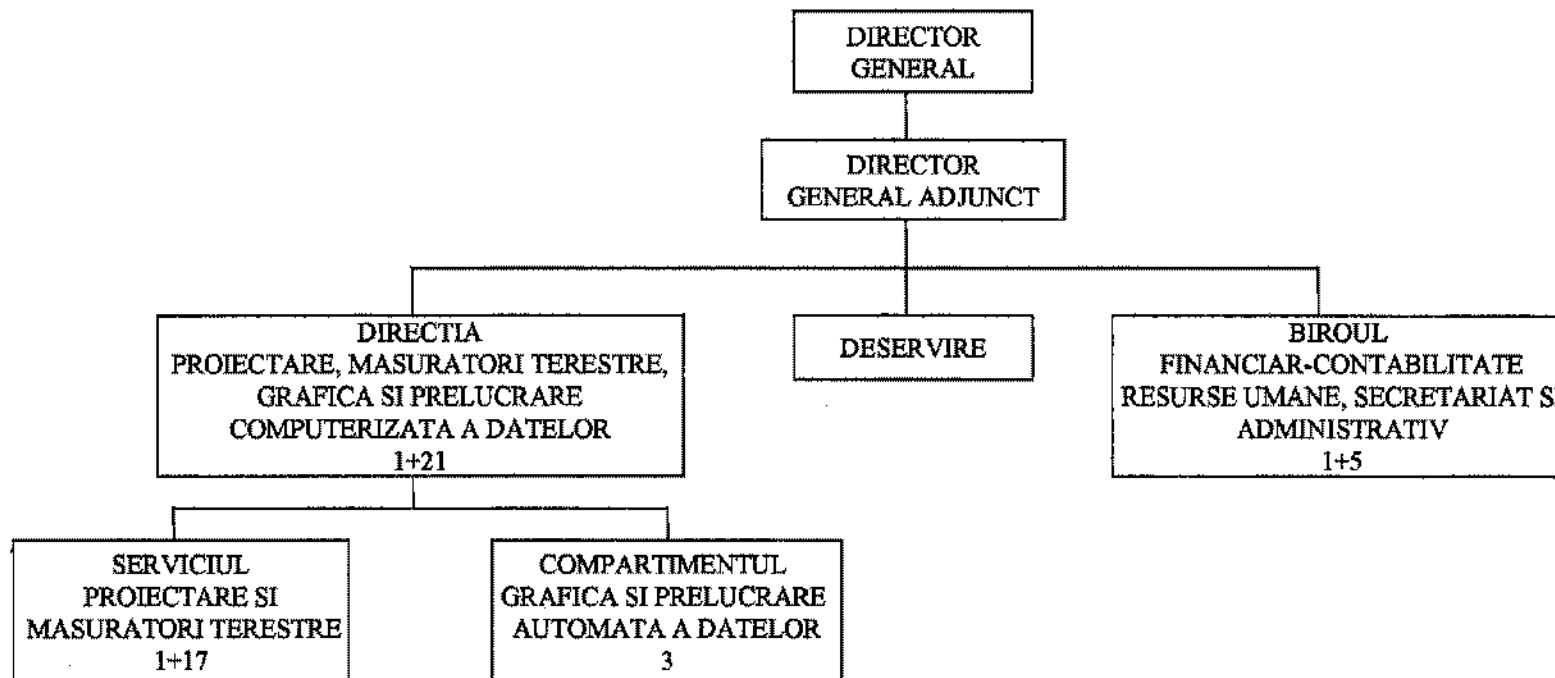 DIRECTOR
GENERAL
DIRECTOR
GENERAL ADJUNCT
DIRECTIA
PROIECTARE, MASURATORI TERESTRE,
GRAFICA SI PRELUCRARE
COMPUTERIZATA A DATELOR
1+21
DESERVIRE
BIROUL
FINANCIAR-CONTABILITATE
RESURSE UMANE, SECRETARIAT SI
ADMINISTRATIV
1+5
SERVICIUL
PROIECTARE SI
MASURATORI TERESTRE
1+17
COMPARTIMENTUL
GRAFICA SI PRELUCRARE
AUTOMATA A DATELOR
3